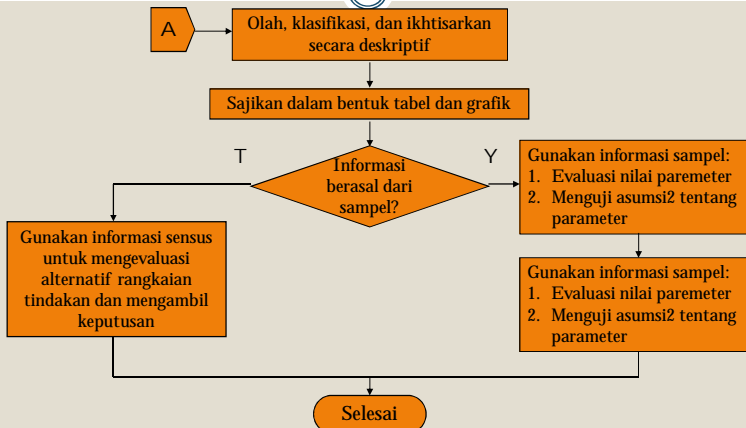 A
Olah, klasifikasi, dan ikhtisarkan
secara deskriptif
Sajikan dalam bentuk tabel dan grafik
T
Informasi
berasal dari
sampel?
Y
Gunakan informasi sampel:
1. Evaluasi nilai paremeter
2. Menguji asumsi2 tentang
parameter
Gunakan informasi sensus
untuk mengevaluasi
alternatif rangkaian
tindakan dan mengambil
keputusan
Gunakan informasi sampel:
1. Evaluasi nilai paremeter
2. Menguji asumsi2 tentang
parameter
Selesai